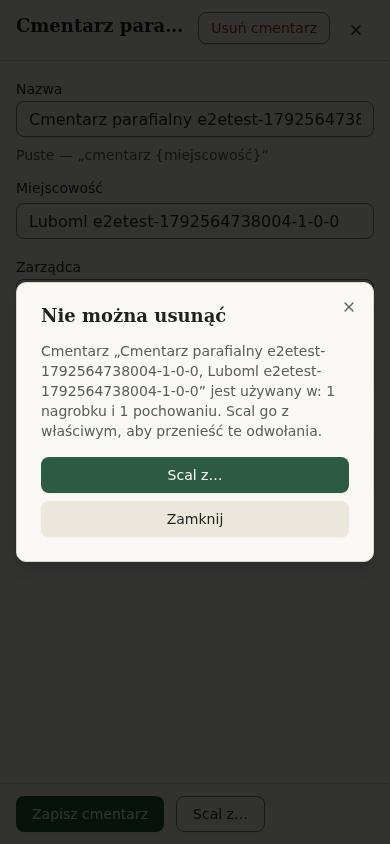 Cmentarz para...
Usuń cmentarz
×
Nazwa
Cmentarz parafialny e2etest-1792564738
Puste — „cmentarz {miejscowość}”
Miejscowość
Luboml e2etest-1792564738004-1-0-0
Zarządca
×
Nie można usunąć
Cmentarz „Cmentarz parafialny e2etest-
1792564738004-1-0-0, Luboml e2etest-
1792564738004-1-0-0” jest używany w: 1
nagrobku i 1 pochowaniu. Scal go z
właściwym, aby przenieść te odwołania.
Scal z...
Zamknij
Zapisz cmentarz
Scal z...